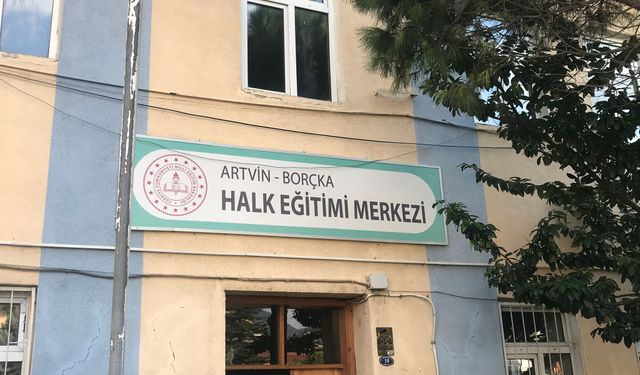 ARTVİN - BORÇKA
HALK EĞİTİMİ MERKEZİ